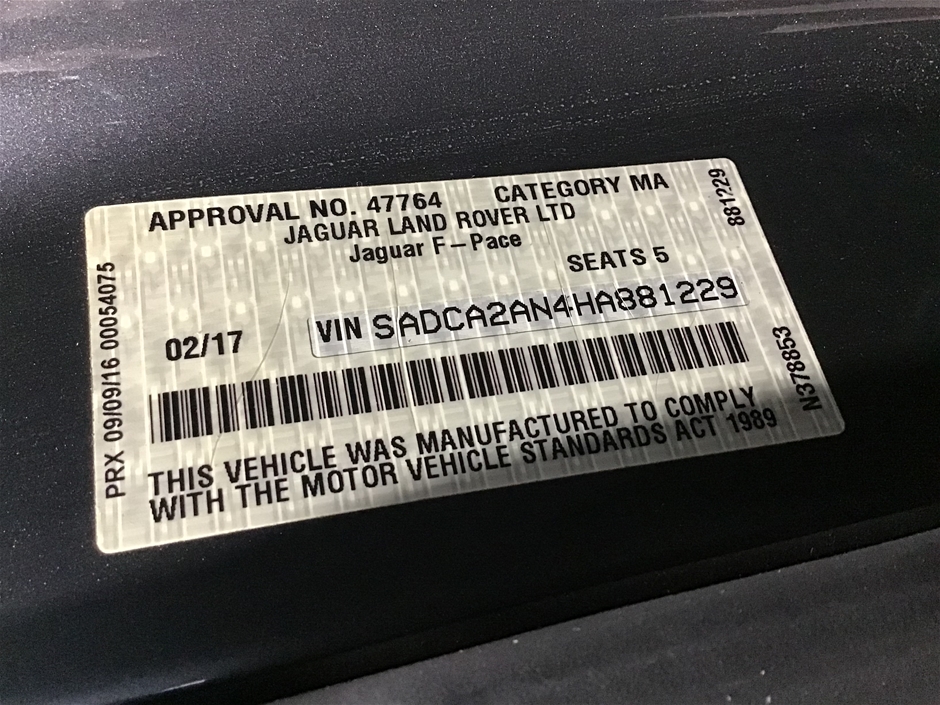 APPROVAL NO. 47764 CATEGORY MA
JAGUAR LAND ROVER LTD
Jaguar F-Pace
SEATS 5
02/17 VIN SADCA2AN4HA881229
THIS VEHICLE WAS MANUFACTURED TO COMPLY
WITH THE MOTOR VEHICLE STANDARDS ACT 1989
PRX 09/09/16 00054075
881229
N378853